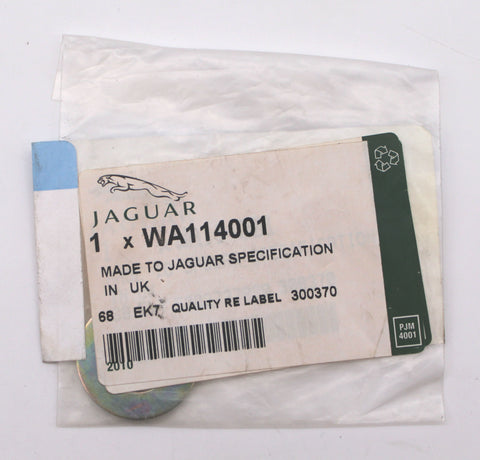 JAGUAR
1 x WA114001
MADE TO JAGUAR SPECIFICATION
IN UK
68 EK7 QUALITY RE LABEL 300370
2010
PJM
4001